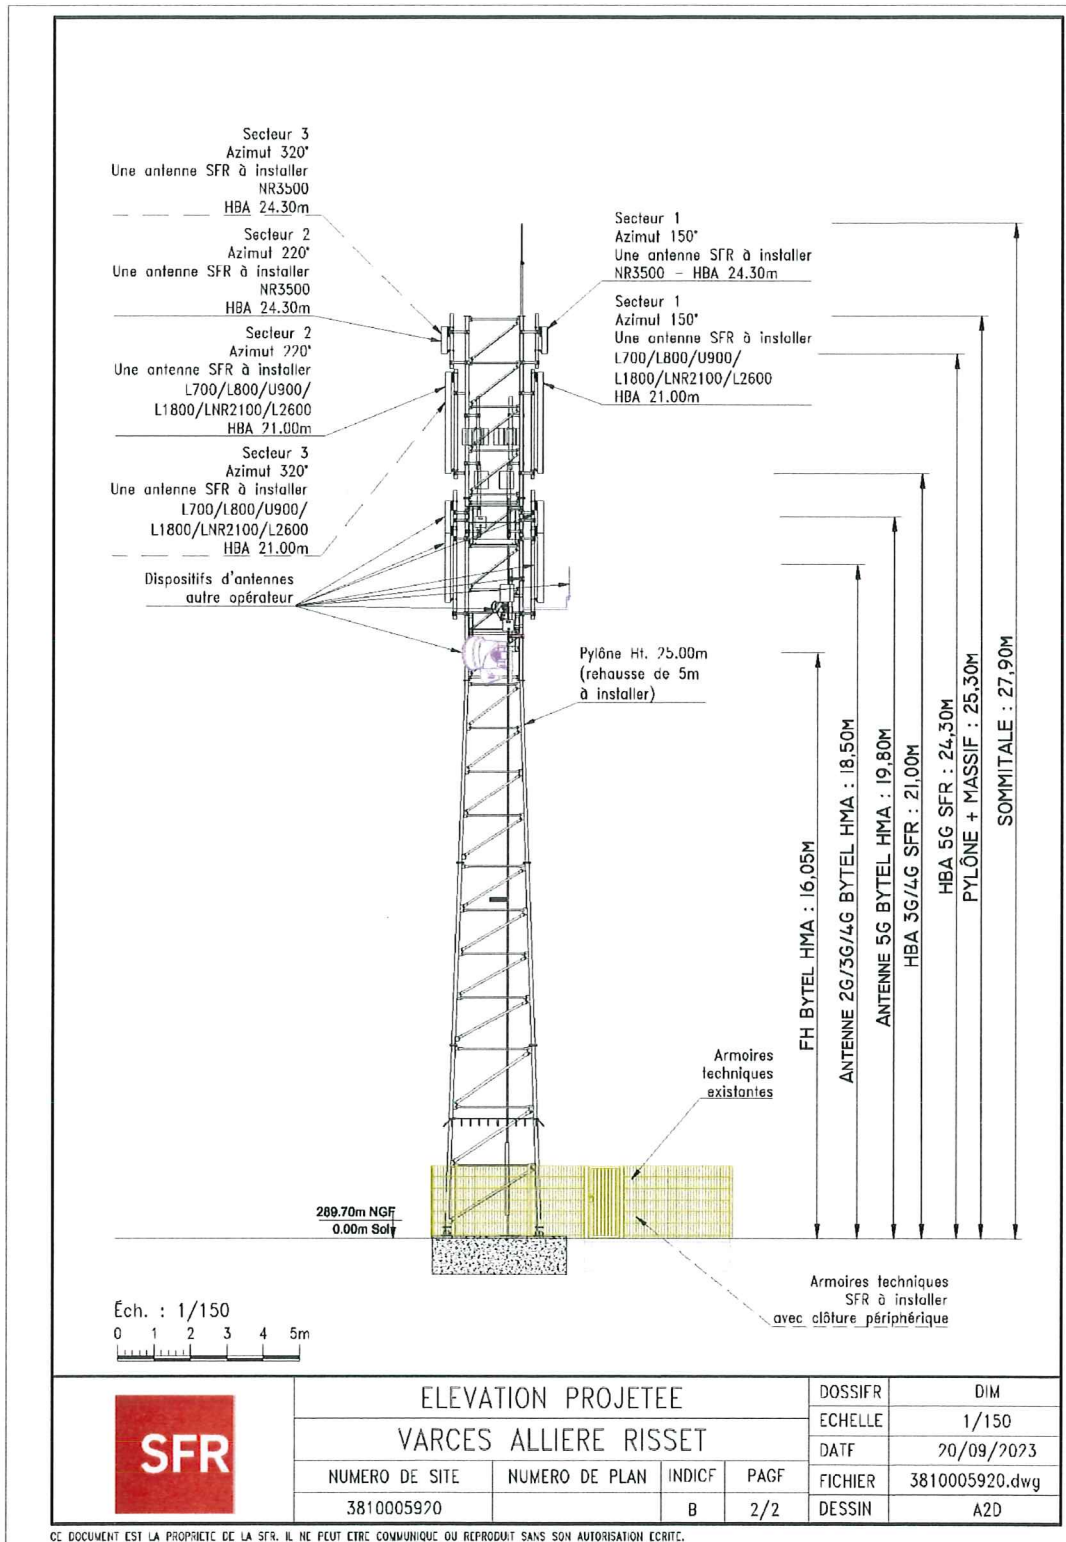 Secteur 3
Azimut 320°
Une antenne SFR à installer
NR3500
HBA 24.30m
Secteur 2
Azimut 220°
Une antenne SFR à installer
NR3500
HBA 24.30m
Secteur 2
Azimut 220°
Une antenne SFR à installer
L700/L800/U900/
L1800/LNR2100/L2600
HBA 21.00m
Secteur 3
Azimut 320°
Une antenne SFR à installer
L700/L800/U900/
L1800/LNR2100/L2600
HBA 21.00m
Dispositifs d'antennes
autre opérateur
Secteur 1
Azimut 150°
Une antenne SFR à installer
NR3500 - HBA 24.30m
Secteur 1
Azimut 150°
Une antenne SFR à installer
L700/L800/U900/
L1800/LNR2100/L2600
HBA 21.00m
Pylône Ht. 25.00m
(rehausse de 5m
à installer)
FH BYTEL HMA : 16,05M
ANTENNE 2G/3G/4G BYTEL HMA : 18,50M
ANTENNE 5G BYTEL HMA : 19,80M
HBA 3G/4G SFR : 21,00M
HBA 5G SFR : 24,30M
PYLÔNE + MASSIF : 25,30M
SOMMITALE : 27,90M
Armoires
techniques
existantes
289.70m NGF
0.00m Sol
Armoires techniques
SFR à installer
avec clôture périphérique
Éch. : 1/150
0 1 2 3 4 5m
SFR
ELEVATION PROJETEE
VARCES ALLIERE RISSET
NUMERO DE SITE NUMERO DE PLAN INDICE PAGE
3810005920 B 2/2
DOSSIER DIM
ECHELLE 1/150
DATE 20/09/2023
FICHIER 3810005920.dwg
DESSIN A2D
CE DOCUMENT EST LA PROPRIETE DE LA SFR. IL NE PEUT ETRE COMMUNIQUE OU REPRODUIT SANS SON AUTORISATION ECRITE.